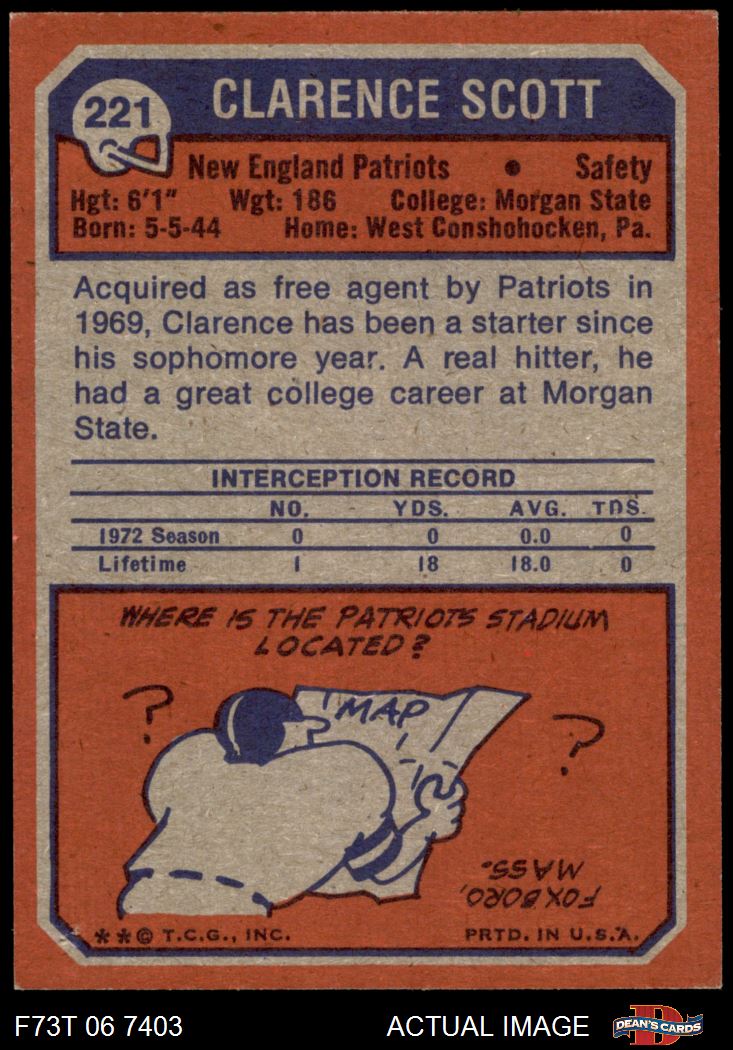 221
CLARENCE SCOTT
New England Patriots • Safety
Hgt: 6'1" Wgt: 186 College: Morgan State
Born: 5-5-44 Home: West Conshohocken, Pa.
Acquired as free agent by Patriots in
1969, Clarence has been a starter since
his sophomore year. A real hitter, he
had a great college career at Morgan
State.
INTERCEPTION RECORD
NO. YDS. AVG. TDS.
1972 Season 0 0 0.0 0
Lifetime 1 18 18.0 0
WHERE IS THE PATRIOTS STADIUM
LOCATED?
? MAP ?
FOXBORO,
MASS.
**© T.C.G., INC. PRTD. IN U.S.A.
F73T 06 7403 ACTUAL IMAGE D DEAN'S CARDS